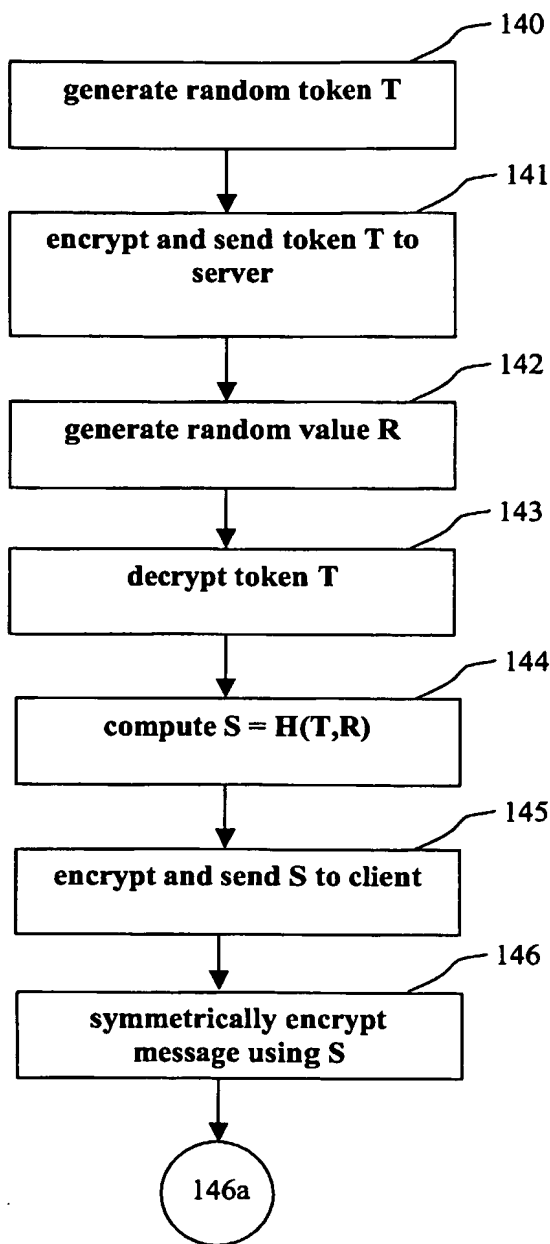 140
generate random token T
141
encrypt and send token T to
server
142
generate random value R
143
decrypt token T
144
compute S = H(T,R)
145
encrypt and send S to client
146
symmetrically encrypt
message using S
146a